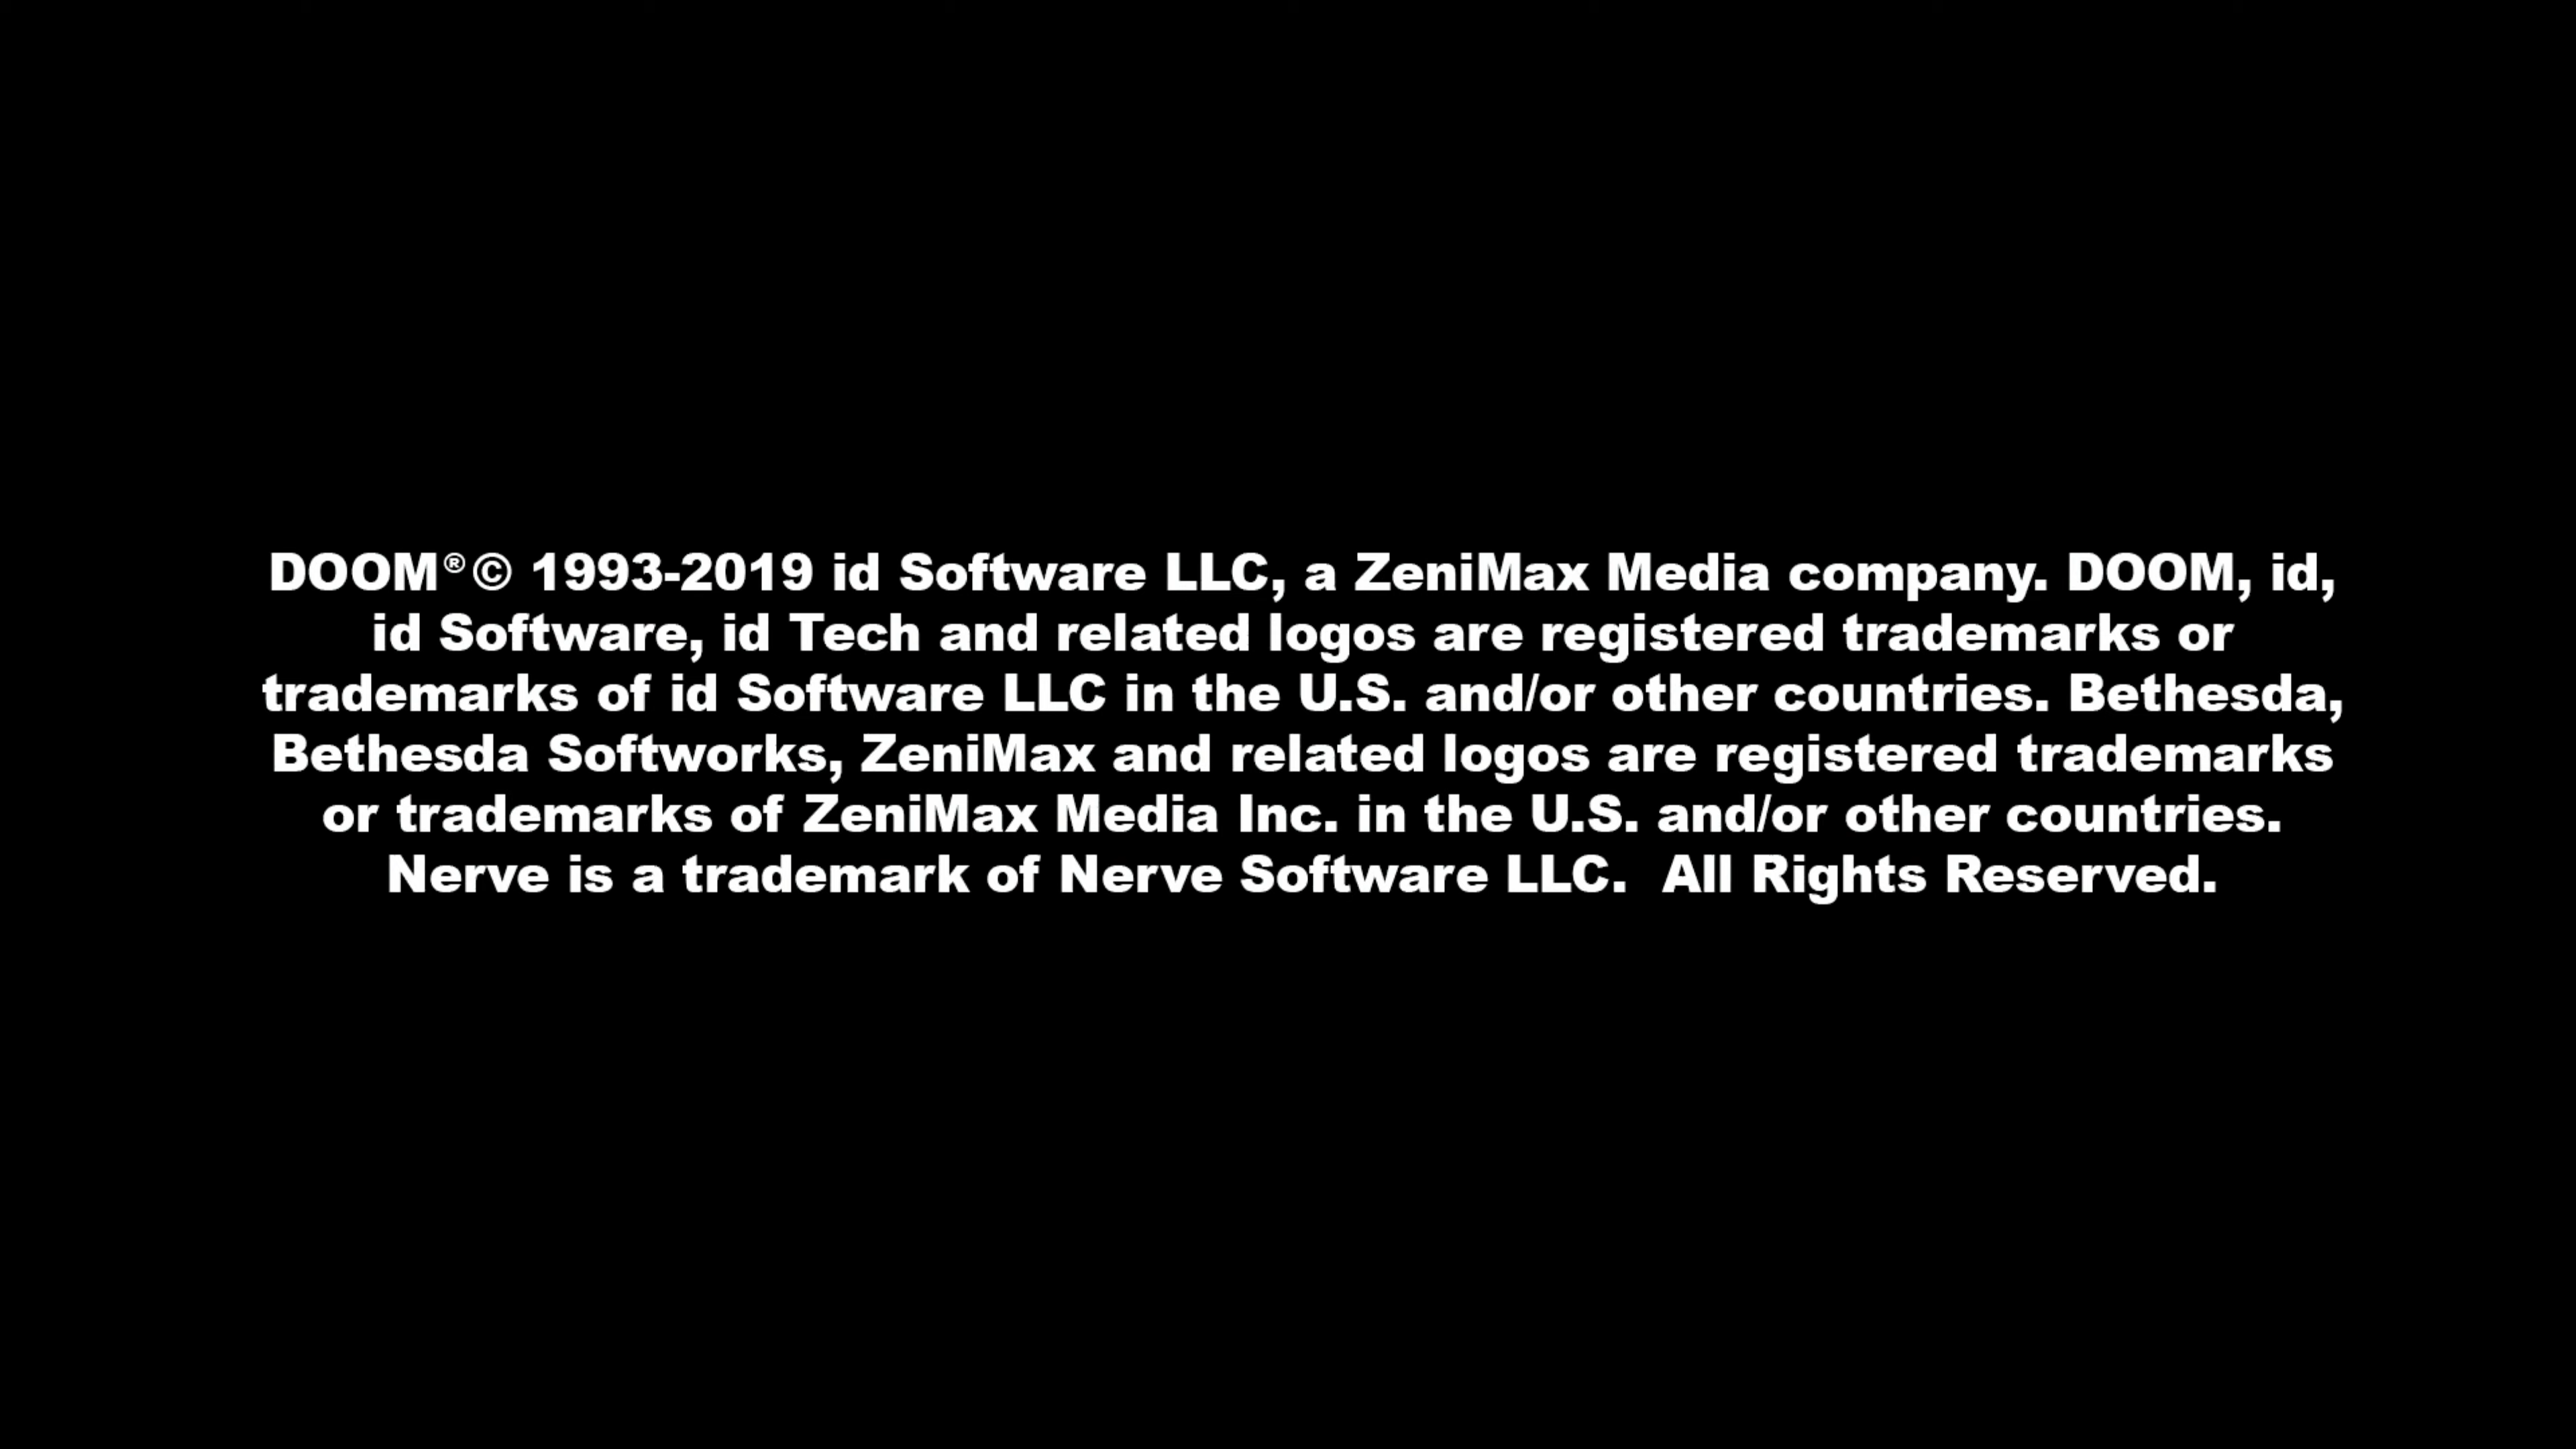 DOOM®© 1993-2019 id Software LLC, a ZeniMax Media company. DOOM, id,
id Software, id Tech and related logos are registered trademarks or
trademarks of id Software LLC in the U.S. and/or other countries. Bethesda,
Bethesda Softworks, ZeniMax and related logos are registered trademarks
or trademarks of ZeniMax Media Inc. in the U.S. and/or other countries.
Nerve is a trademark of Nerve Software LLC.  All Rights Reserved.